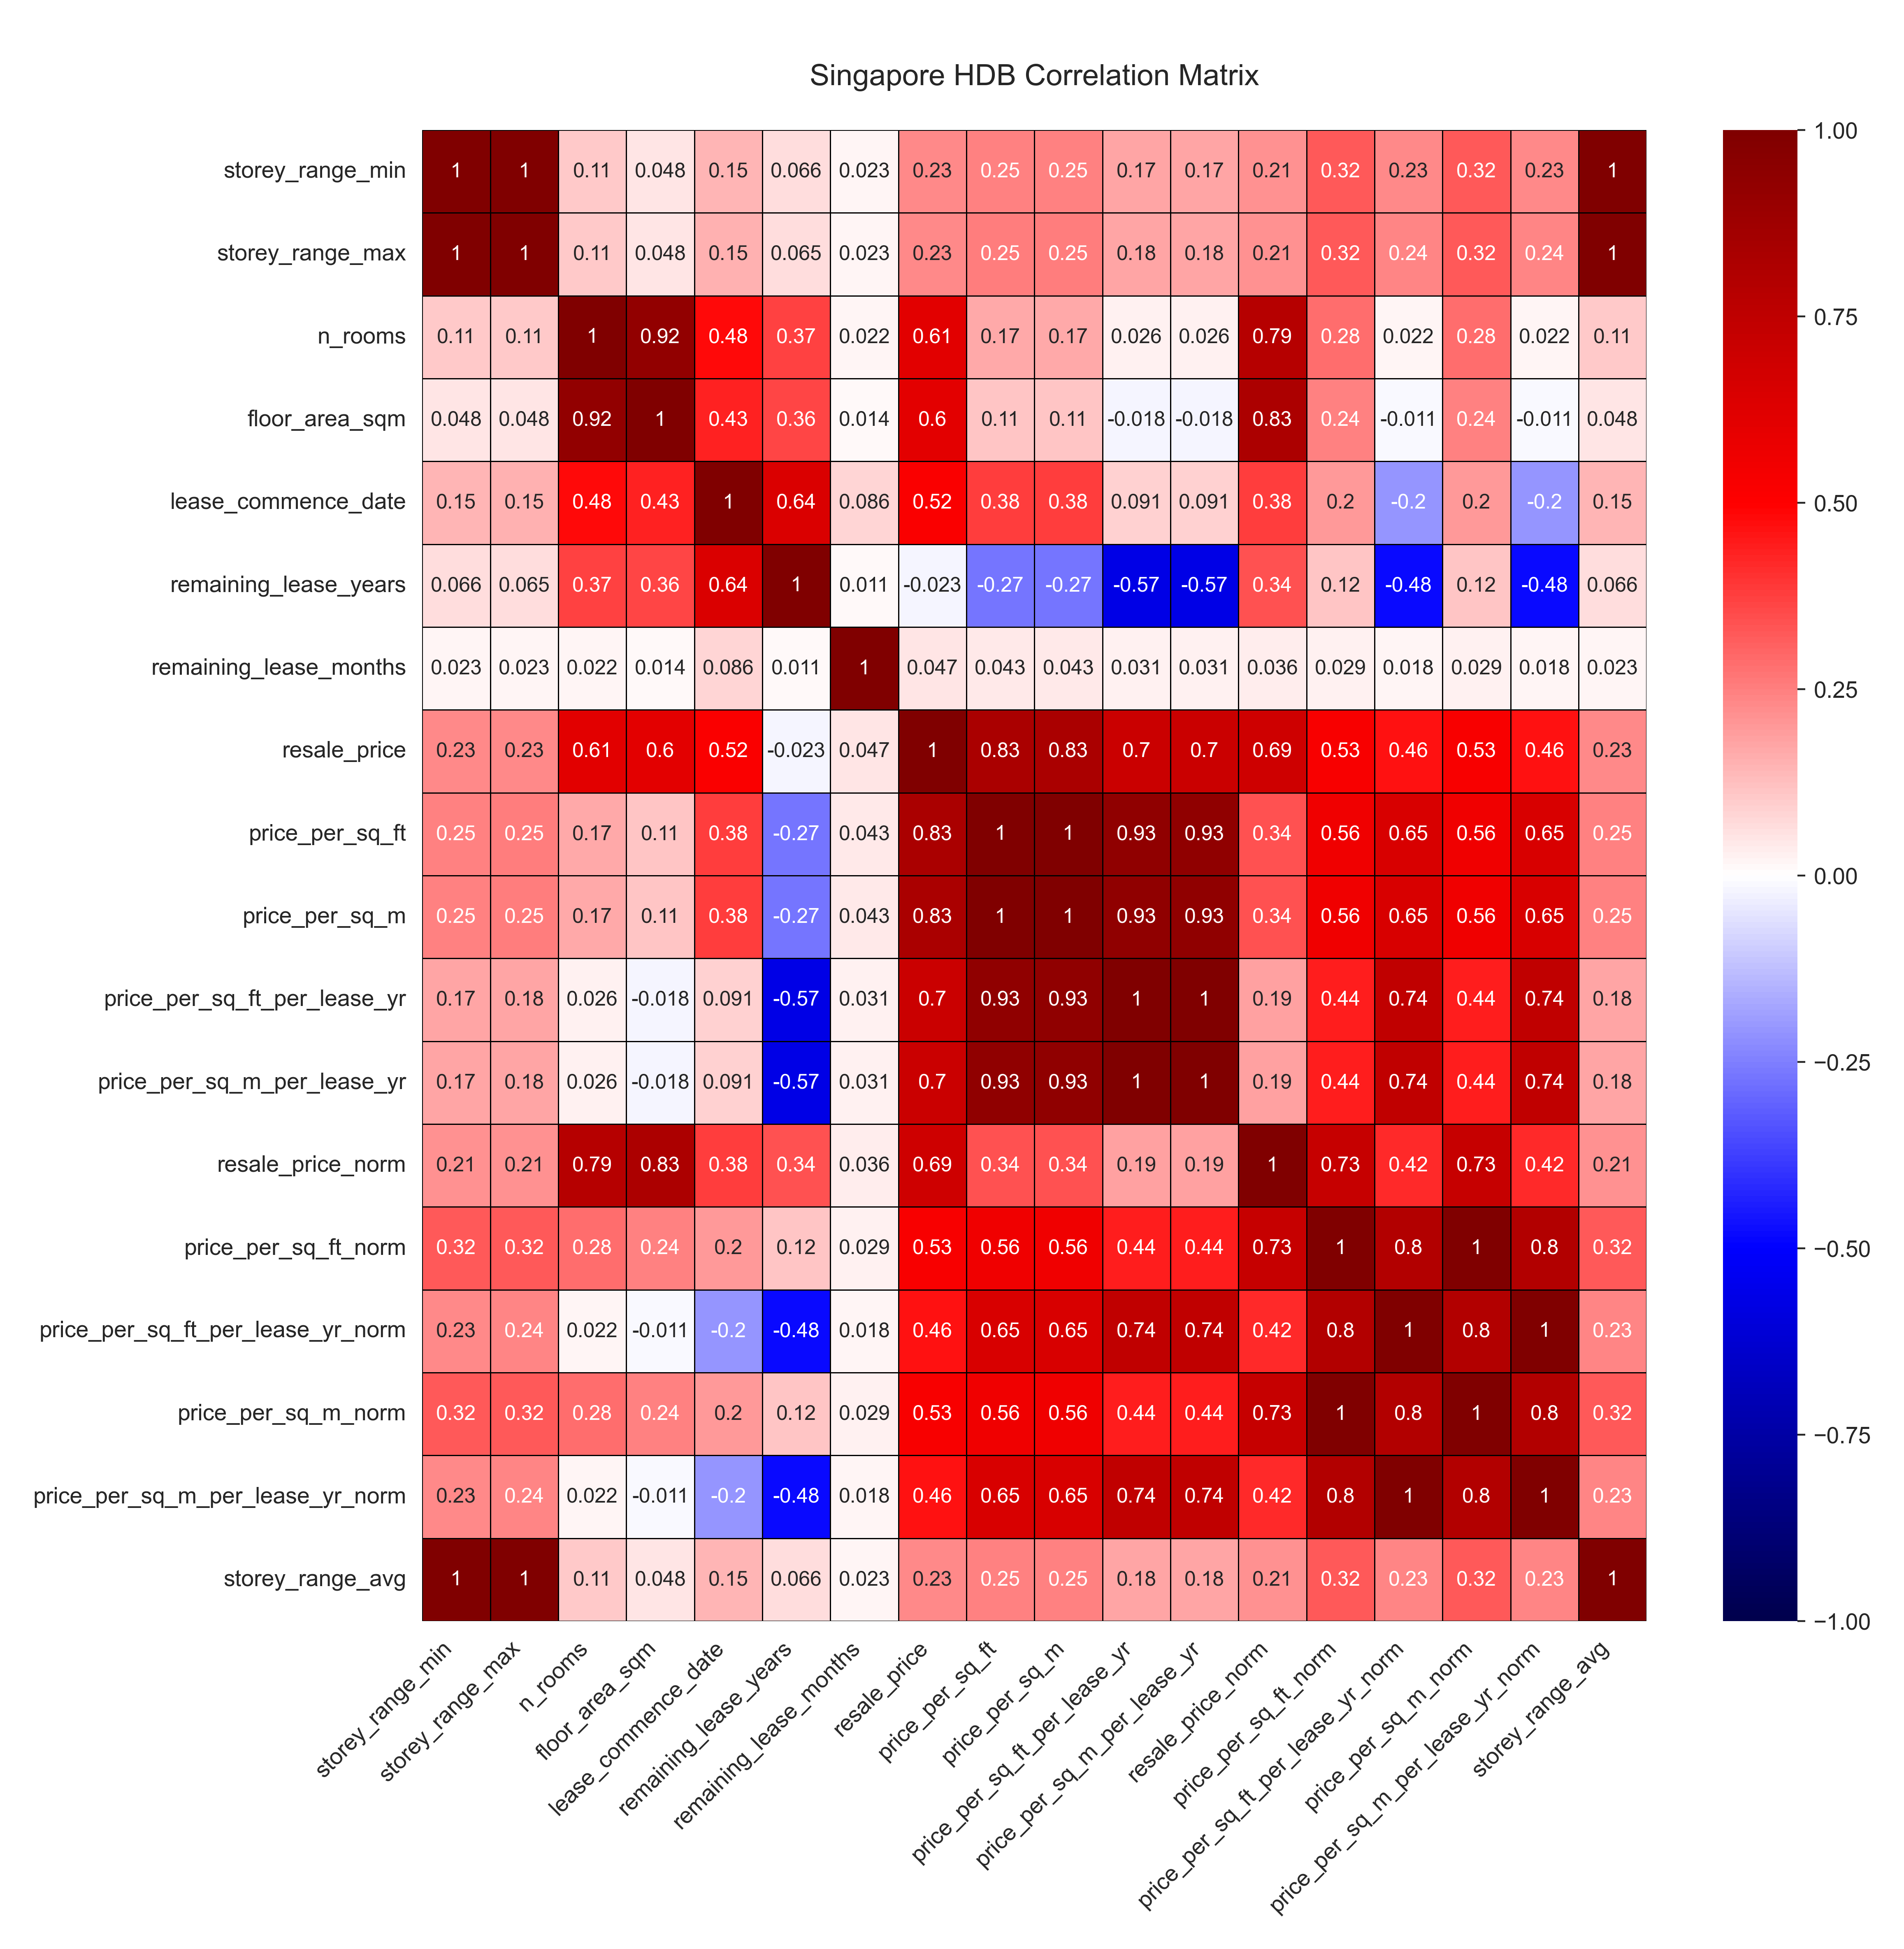 Singapore HDB Correlation Matrix
storey_range_min 1 1 0.11 0.048 0.15 0.066 0.023 0.23 0.25 0.25 0.17 0.17 0.21 0.32 0.23 0.32 0.23 1
storey_range_max 1 1 0.11 0.048 0.15 0.065 0.023 0.23 0.25 0.25 0.18 0.18 0.21 0.32 0.24 0.32 0.24 1
n_rooms 0.11 0.11 1 0.92 0.48 0.37 0.022 0.61 0.17 0.17 0.026 0.026 0.79 0.28 0.022 0.28 0.022 0.11
floor_area_sqm 0.048 0.048 0.92 1 0.43 0.36 0.014 0.6 0.11 0.11 -0.018 -0.018 0.83 0.24 -0.011 0.24 -0.011 0.048
lease_commence_date 0.15 0.15 0.48 0.43 1 0.64 0.086 0.52 0.38 0.38 0.091 0.091 0.38 0.2 -0.2 0.2 -0.2 0.15
remaining_lease_years 0.066 0.065 0.37 0.36 0.64 1 0.011 -0.023 -0.27 -0.27 -0.57 -0.57 0.34 0.12 -0.48 0.12 -0.48 0.066
remaining_lease_months 0.023 0.023 0.022 0.014 0.086 0.011 1 0.047 0.043 0.043 0.031 0.031 0.036 0.029 0.018 0.029 0.018 0.023
resale_price 0.23 0.23 0.61 0.6 0.52 -0.023 0.047 1 0.83 0.83 0.7 0.7 0.69 0.53 0.46 0.53 0.46 0.23
price_per_sq_ft 0.25 0.25 0.17 0.11 0.38 -0.27 0.043 0.83 1 1 0.93 0.93 0.34 0.56 0.65 0.56 0.65 0.25
price_per_sq_m 0.25 0.25 0.17 0.11 0.38 -0.27 0.043 0.83 1 1 0.93 0.93 0.34 0.56 0.65 0.56 0.65 0.25
price_per_sq_ft_per_lease_yr 0.17 0.18 0.026 -0.018 0.091 -0.57 0.031 0.7 0.93 0.93 1 1 0.19 0.44 0.74 0.44 0.74 0.18
price_per_sq_m_per_lease_yr 0.17 0.18 0.026 -0.018 0.091 -0.57 0.031 0.7 0.93 0.93 1 1 0.19 0.44 0.74 0.44 0.74 0.18
resale_price_norm 0.21 0.21 0.79 0.83 0.38 0.34 0.036 0.69 0.34 0.34 0.19 0.19 1 0.73 0.42 0.73 0.42 0.21
price_per_sq_ft_norm 0.32 0.32 0.28 0.24 0.2 0.12 0.029 0.53 0.56 0.56 0.44 0.44 0.73 1 0.8 1 0.8 0.32
price_per_sq_ft_per_lease_yr_norm 0.23 0.24 0.022 -0.011 -0.2 -0.48 0.018 0.46 0.65 0.65 0.74 0.74 0.42 0.8 1 0.8 1 0.23
price_per_sq_m_norm 0.32 0.32 0.28 0.24 0.2 0.12 0.029 0.53 0.56 0.56 0.44 0.44 0.73 1 0.8 1 0.8 0.32
price_per_sq_m_per_lease_yr_norm 0.23 0.24 0.022 -0.011 -0.2 -0.48 0.018 0.46 0.65 0.65 0.74 0.74 0.42 0.8 1 0.8 1 0.23
storey_range_avg 1 1 0.11 0.048 0.15 0.066 0.023 0.23 0.25 0.25 0.18 0.18 0.21 0.32 0.23 0.32 0.23 1
storey_range_min
storey_range_max
n_rooms
floor_area_sqm
lease_commence_date
remaining_lease_years
remaining_lease_months
resale_price
price_per_sq_ft
price_per_sq_m
price_per_sq_ft_per_lease_yr
price_per_sq_m_per_lease_yr
resale_price_norm
price_per_sq_ft_norm
price_per_sq_ft_per_lease_yr_norm
price_per_sq_m_norm
price_per_sq_m_per_lease_yr_norm
storey_range_avg
1.00
0.75
0.50
0.25
0.00
−0.25
−0.50
−0.75
−1.00